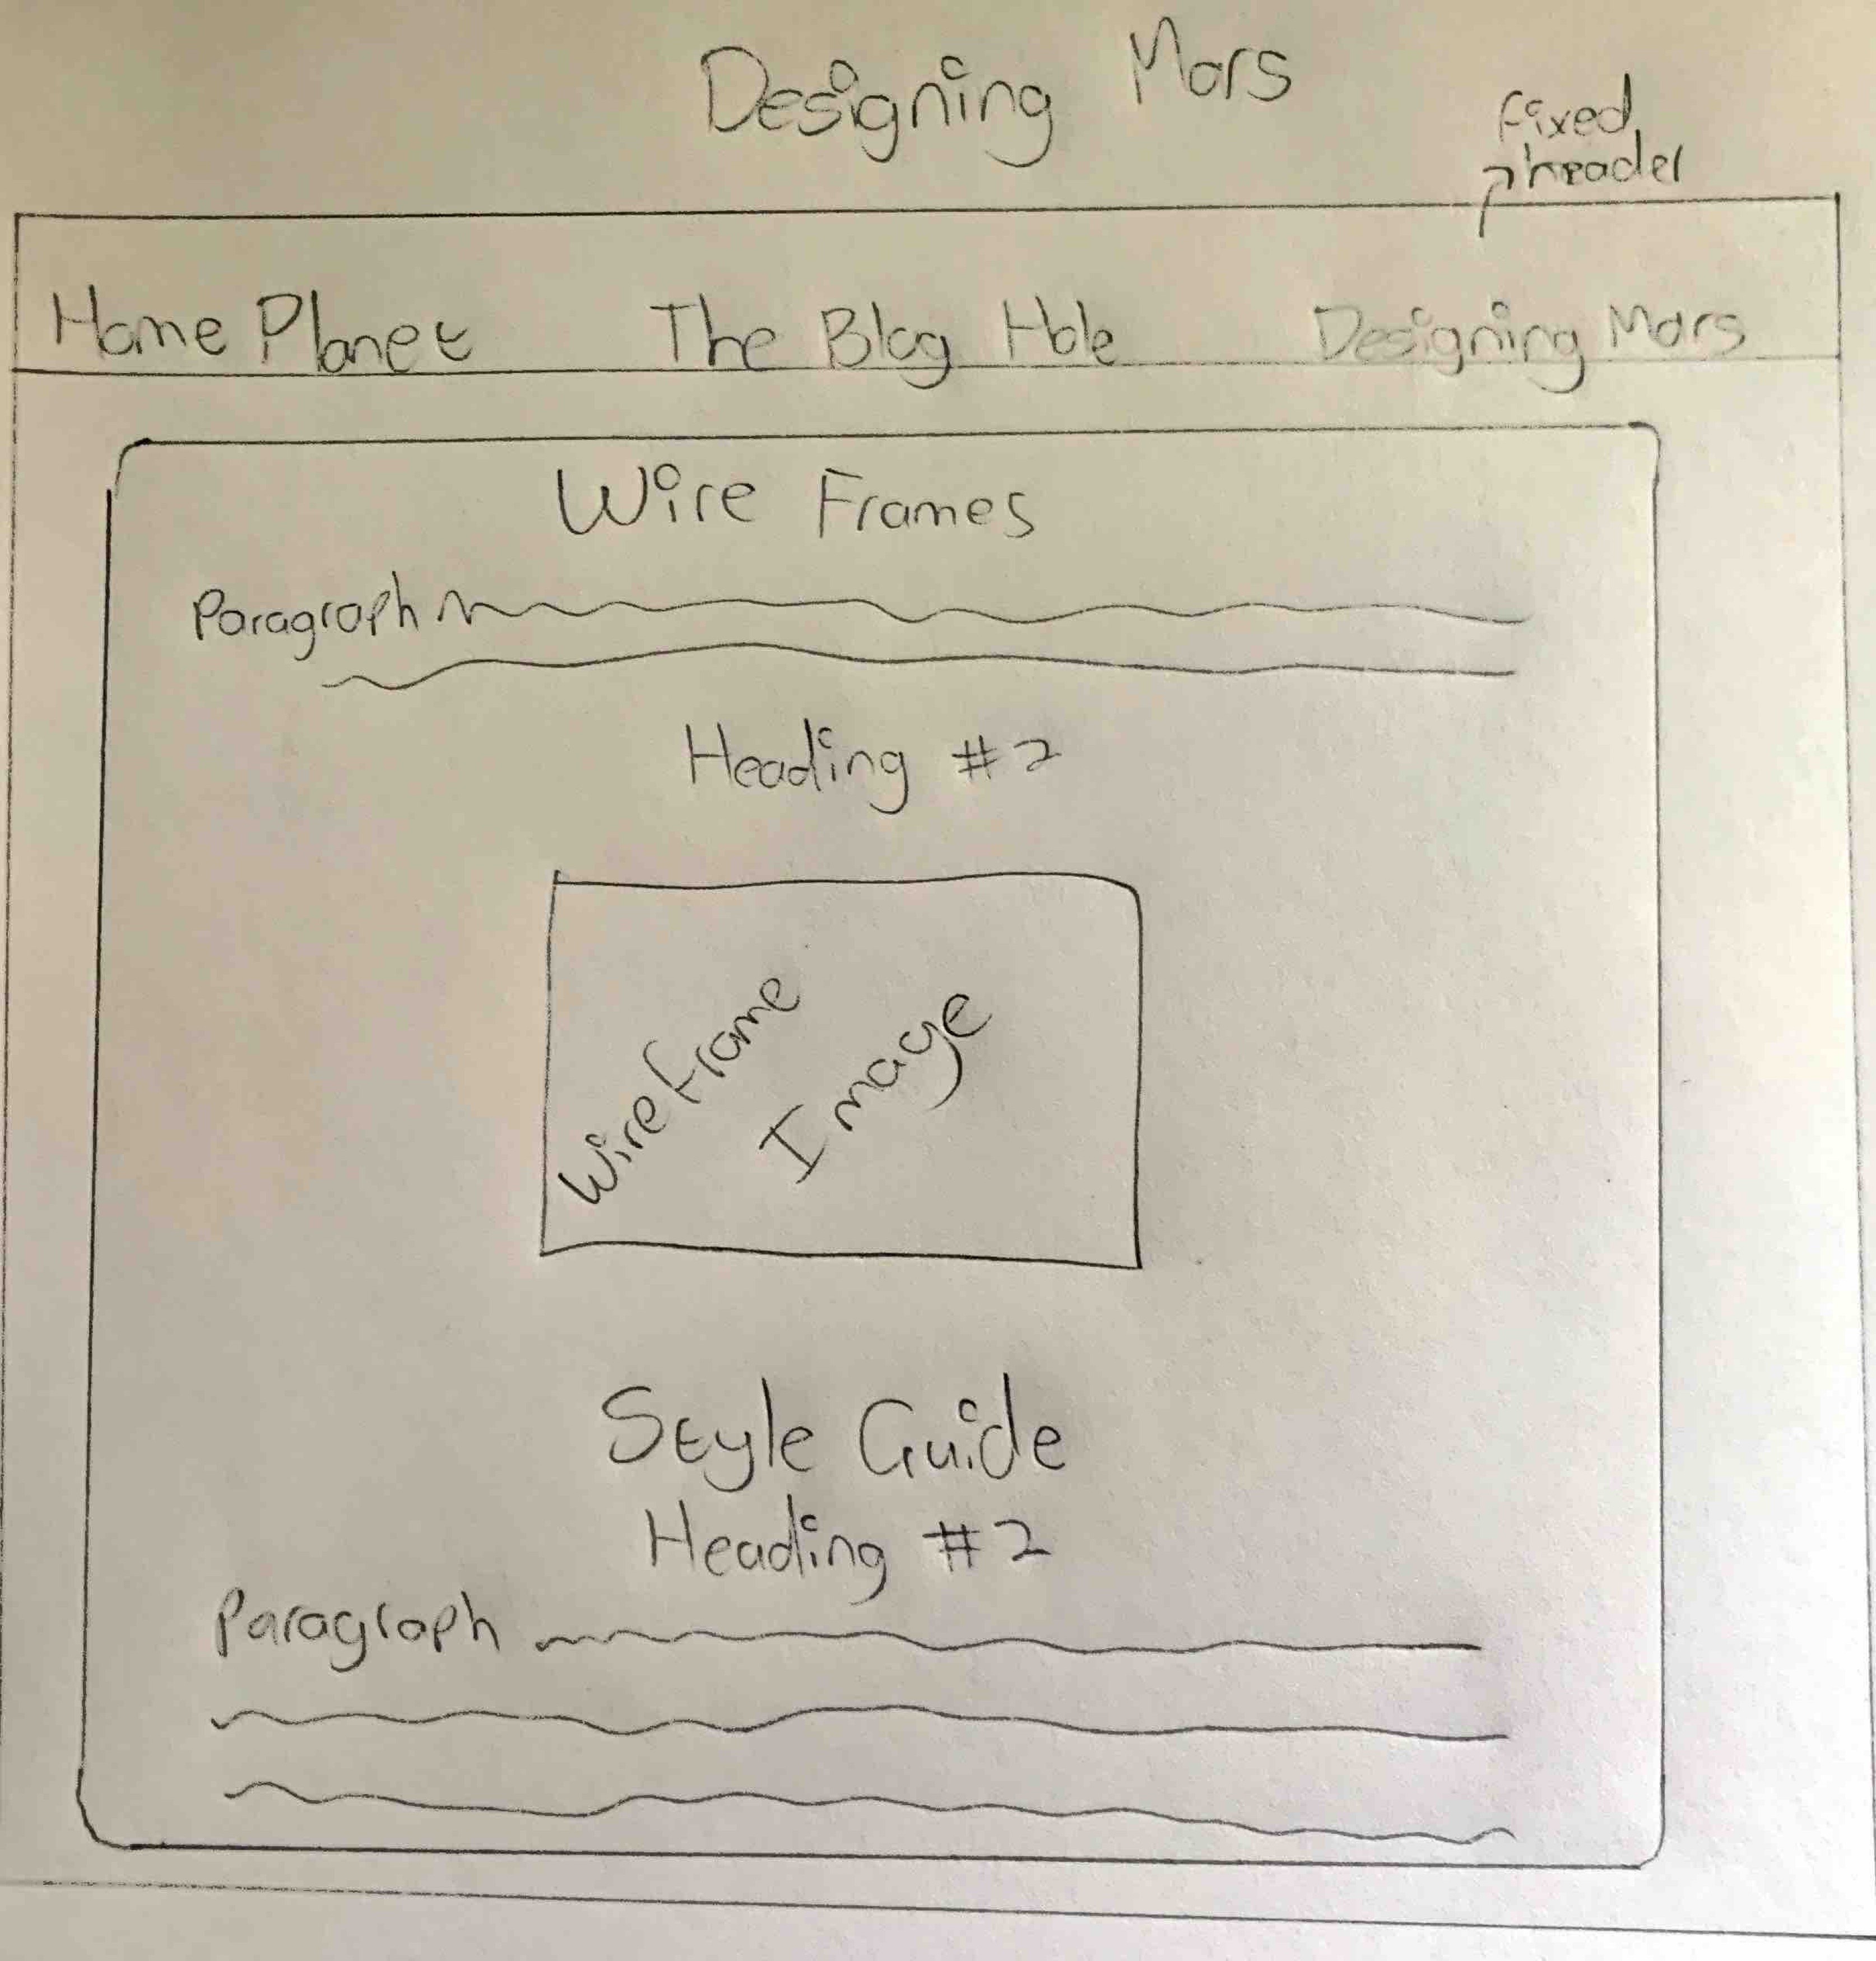 Designing Mars
fixed
header
Home Planet The Blog Hole Designing Mars
Wire Frames
Paragraph
Heading #2
Wireframe
Image
Style Guide
Heading #2
Paragraph